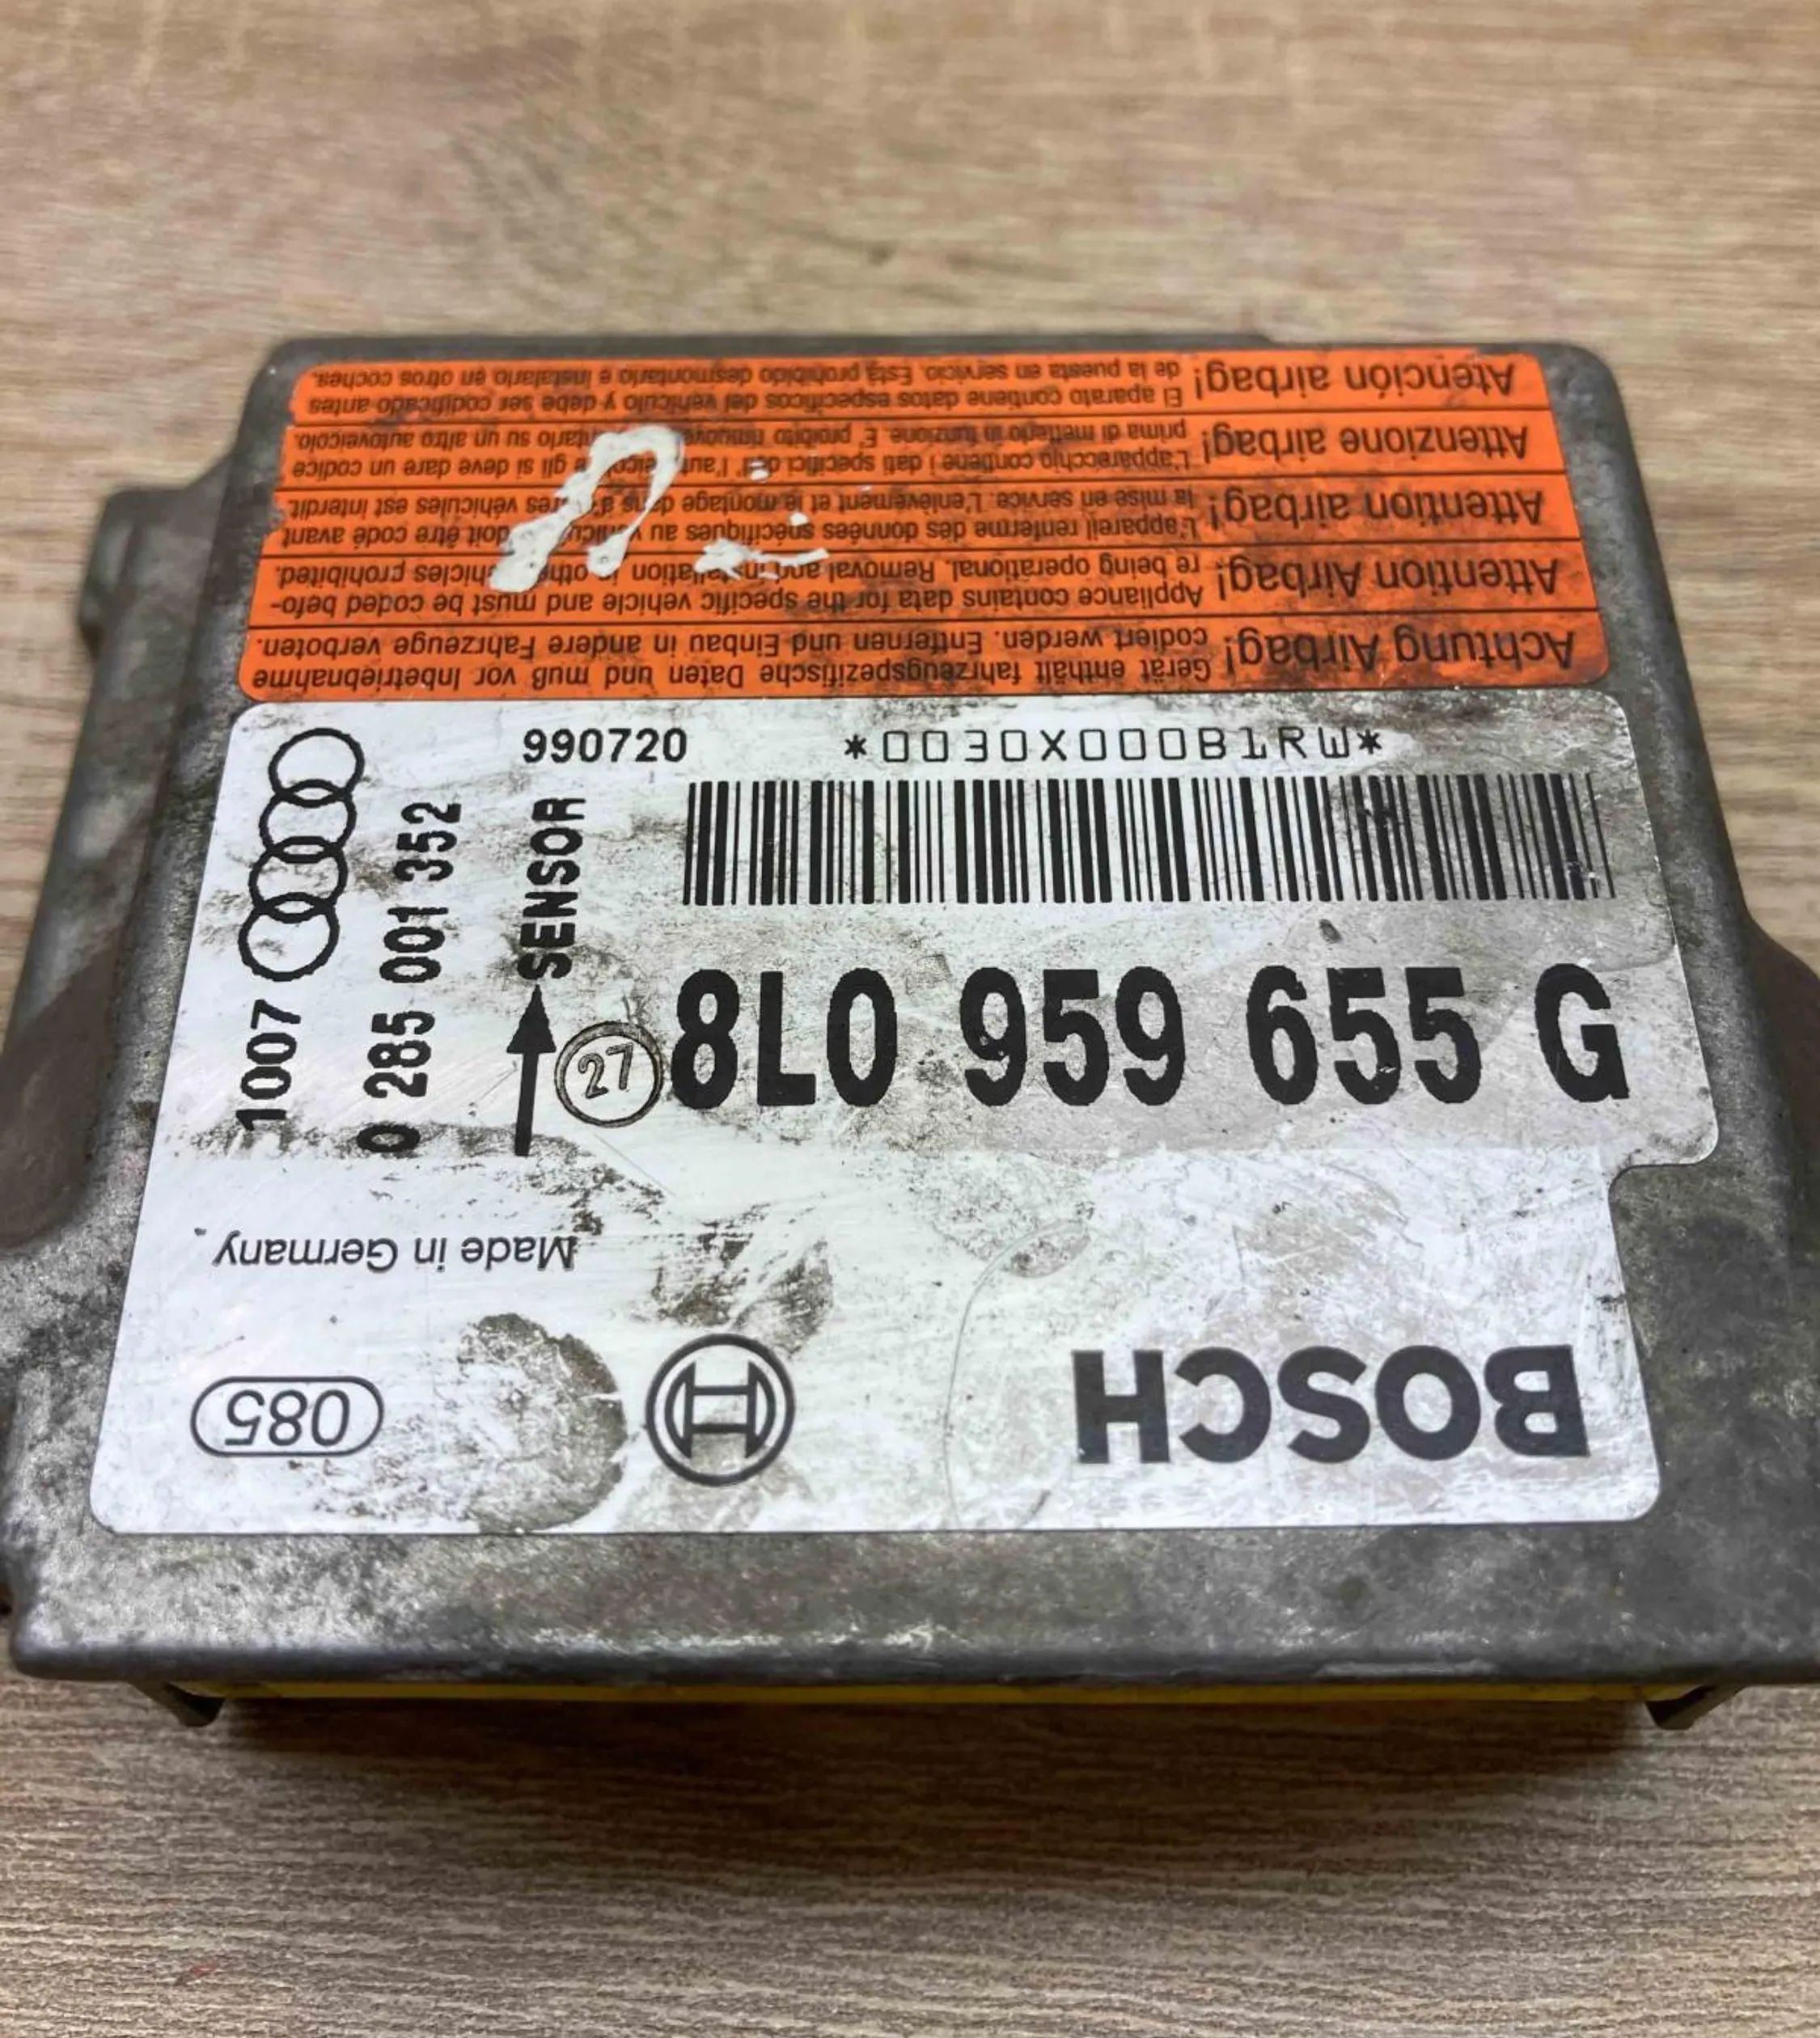 Atención airbag! El aparato contiene datos específicos del vehículo y debe ser codificado antes
de la puesta en servicio. Está prohibido desmontarlo e instalarlo en otros coches.
Attenzione airbag! L'apparecchio contiene i dati specifici dell' l'aut e gli si deve dare un codice
prima di metterlo in funzione. E' proibito su un altro autoveicolo.
Attention airbag! L'appareil renferme des données spécifiques au doit être codé avant
la mise en service. L'enlèvement et le montage dans véhicules est interdit.
Attention Airbag! Appliance contains data for the specific vehicle and must be coded befo-
re being operational. Removal and installation in other vehicles prohibited.
Achtung Airbag! Gerät enthält fahrzeugspezifische Daten und muß vor Inbetriebnahme
codiert werden. Entfernen und Einbau in andere Fahrzeuge verboten.
990720 *0030X000B1RW*
1007
0 285 001 352
SENSOR
27
8L0 959 655 G
Made in Germany
BOSCH
085